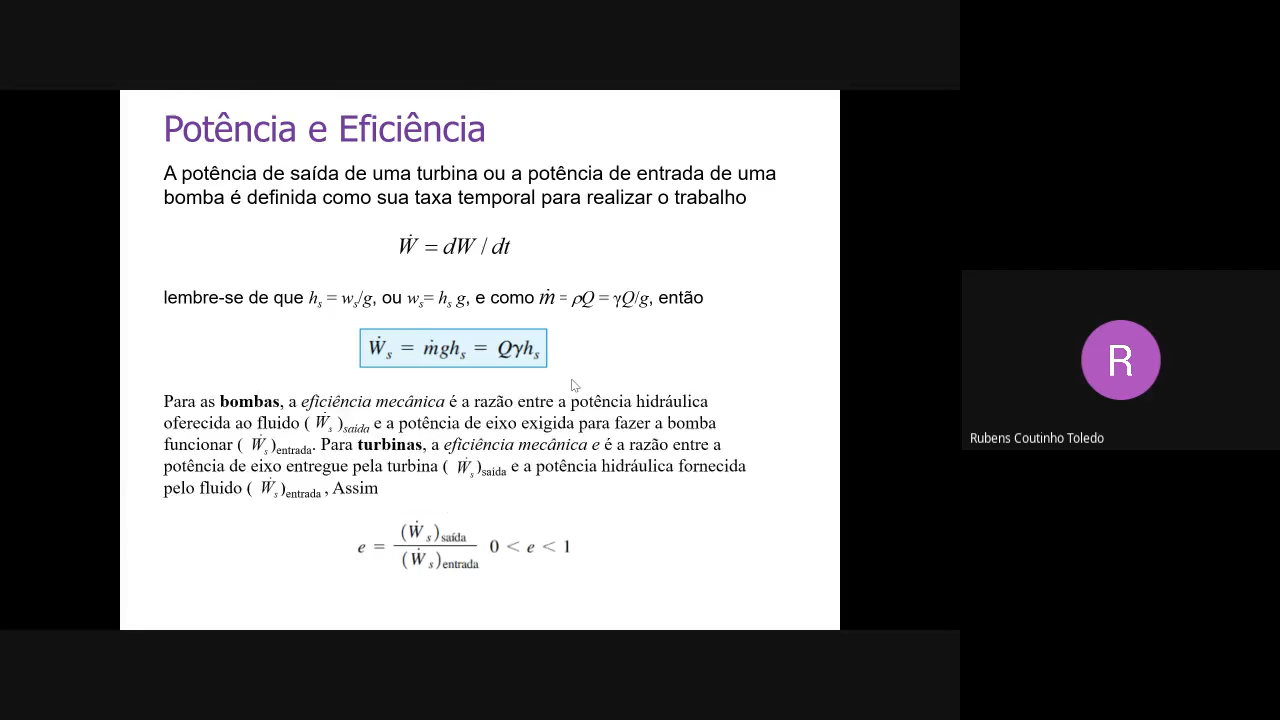 Potência e Eficiência
A potência de saída de uma turbina ou a potência de entrada de uma
bomba é definida como sua taxa temporal para realizar o trabalho
Ẇ = dW / dt
lembre-se de que hₛ = wₛ/g, ou wₛ= hₛ g, e como ṁ = ρQ = γQ/g, então
Ẇₛ = ṁghₛ = Qγhₛ
Para as bombas, a eficiência mecânica é a razão entre a potência hidráulica
oferecida ao fluido ( Ẇₛ )saída e a potência de eixo exigida para fazer a bomba
funcionar ( Ẇₛ)entrada. Para turbinas, a eficiência mecânica e é a razão entre a
potência de eixo entregue pela turbina ( Ẇₛ)saída e a potência hidráulica fornecida
pelo fluido ( Ẇₛ)entrada , Assim
e = (Ẇₛ)saída / (Ẇₛ)entrada 0 < e < 1
R
Rubens Coutinho Toledo